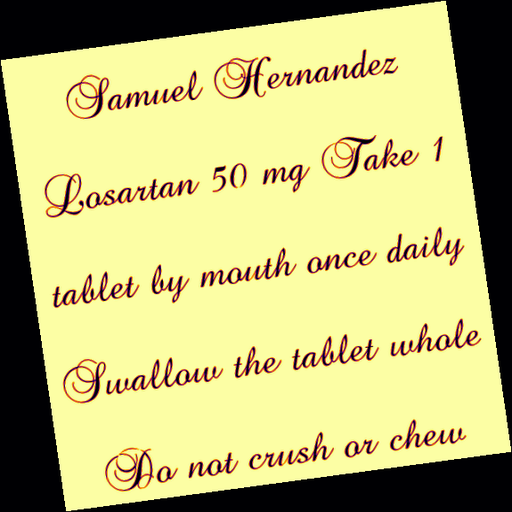 Samuel Hernandez
Losartan 50 mg Take 1
tablet by mouth once daily
Swallow the tablet whole
Do not crush or chew